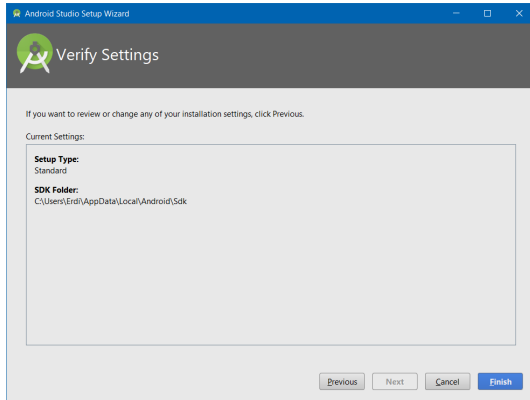 Android Studio Setup Wizard
Verify Settings
If you want to review or change any of your installation settings, click Previous.
Current Settings:
Setup Type:
Standard
SDK Folder:
C:\Users\Erdi\AppData\Local\Android\Sdk
Previous Next Cancel Finish